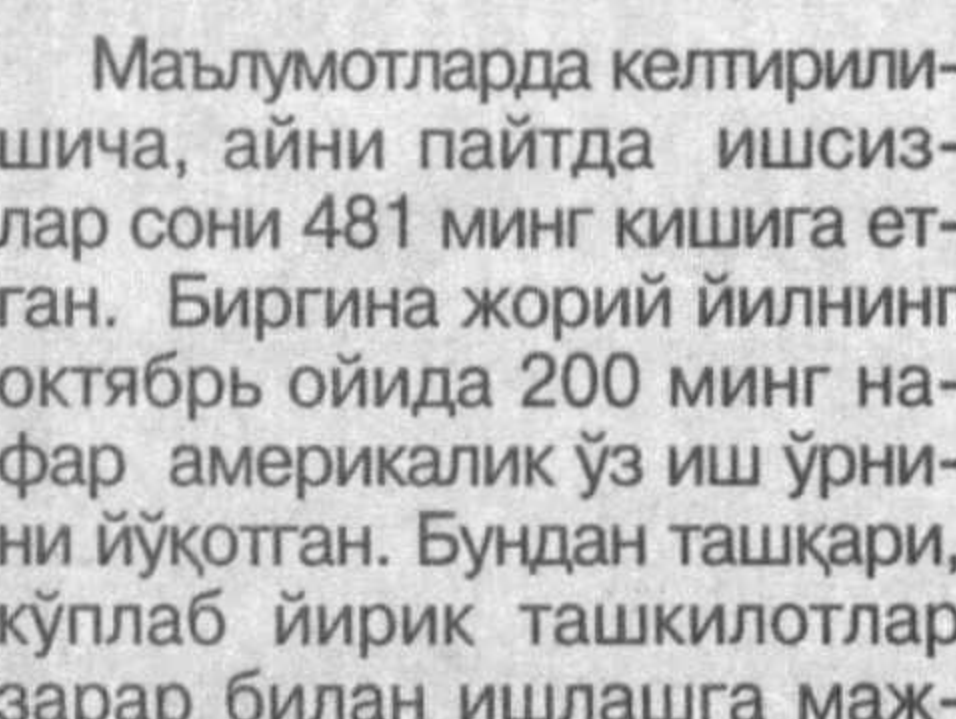 Маълумотларда келтирили-
шича, айни пайтда ишсиз-
лар сони 481 минг кишига ет-
ган. Биргина жорий йилнинг
октябрь ойида 200 минг на-
фар америкалик ўз иш ўрни-
ни йўқотган. Бундан ташқари,
кўплаб йирик ташкилотлар
зарар билан ишлашга маж-